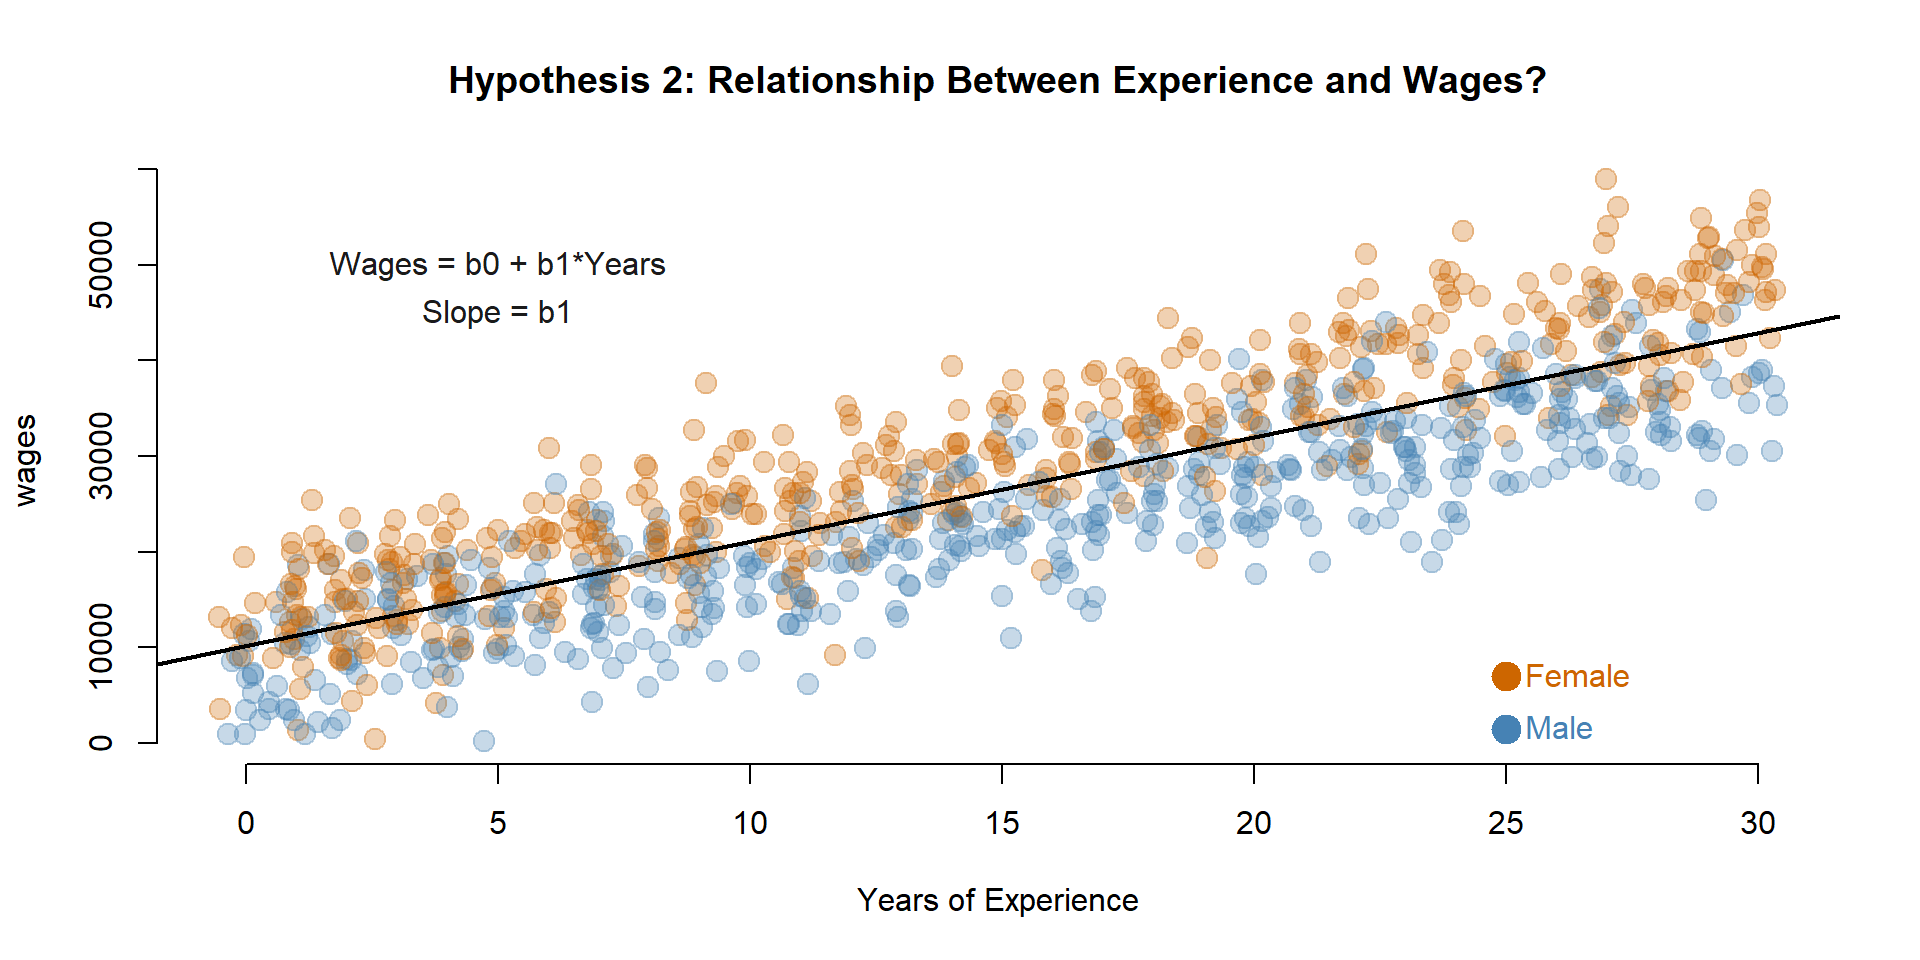 Hypothesis 2: Relationship Between Experience and Wages?
Wages = b0 + b1*Years
Slope = b1
wages
50000
30000
10000
0
Female
Male
0 5 10 15 20 25 30
Years of Experience